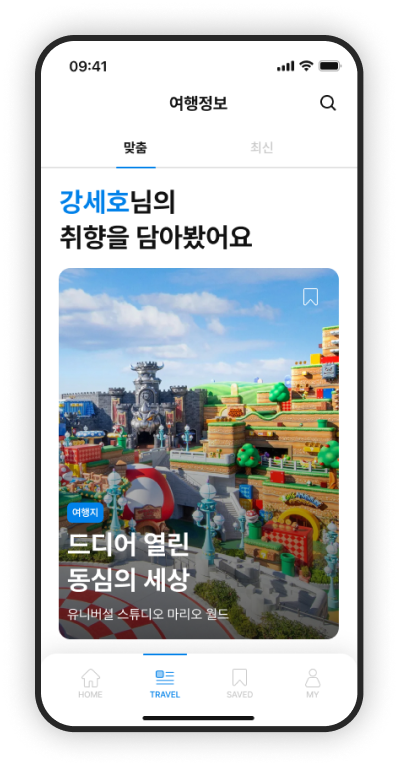 09:41
여행정보
맞춤 최신
강세호님의
취향을 담아봤어요
여행지
드디어 열린
동심의 세상
유니버설 스튜디오 마리오 월드
HOME TRAVEL SAVED MY